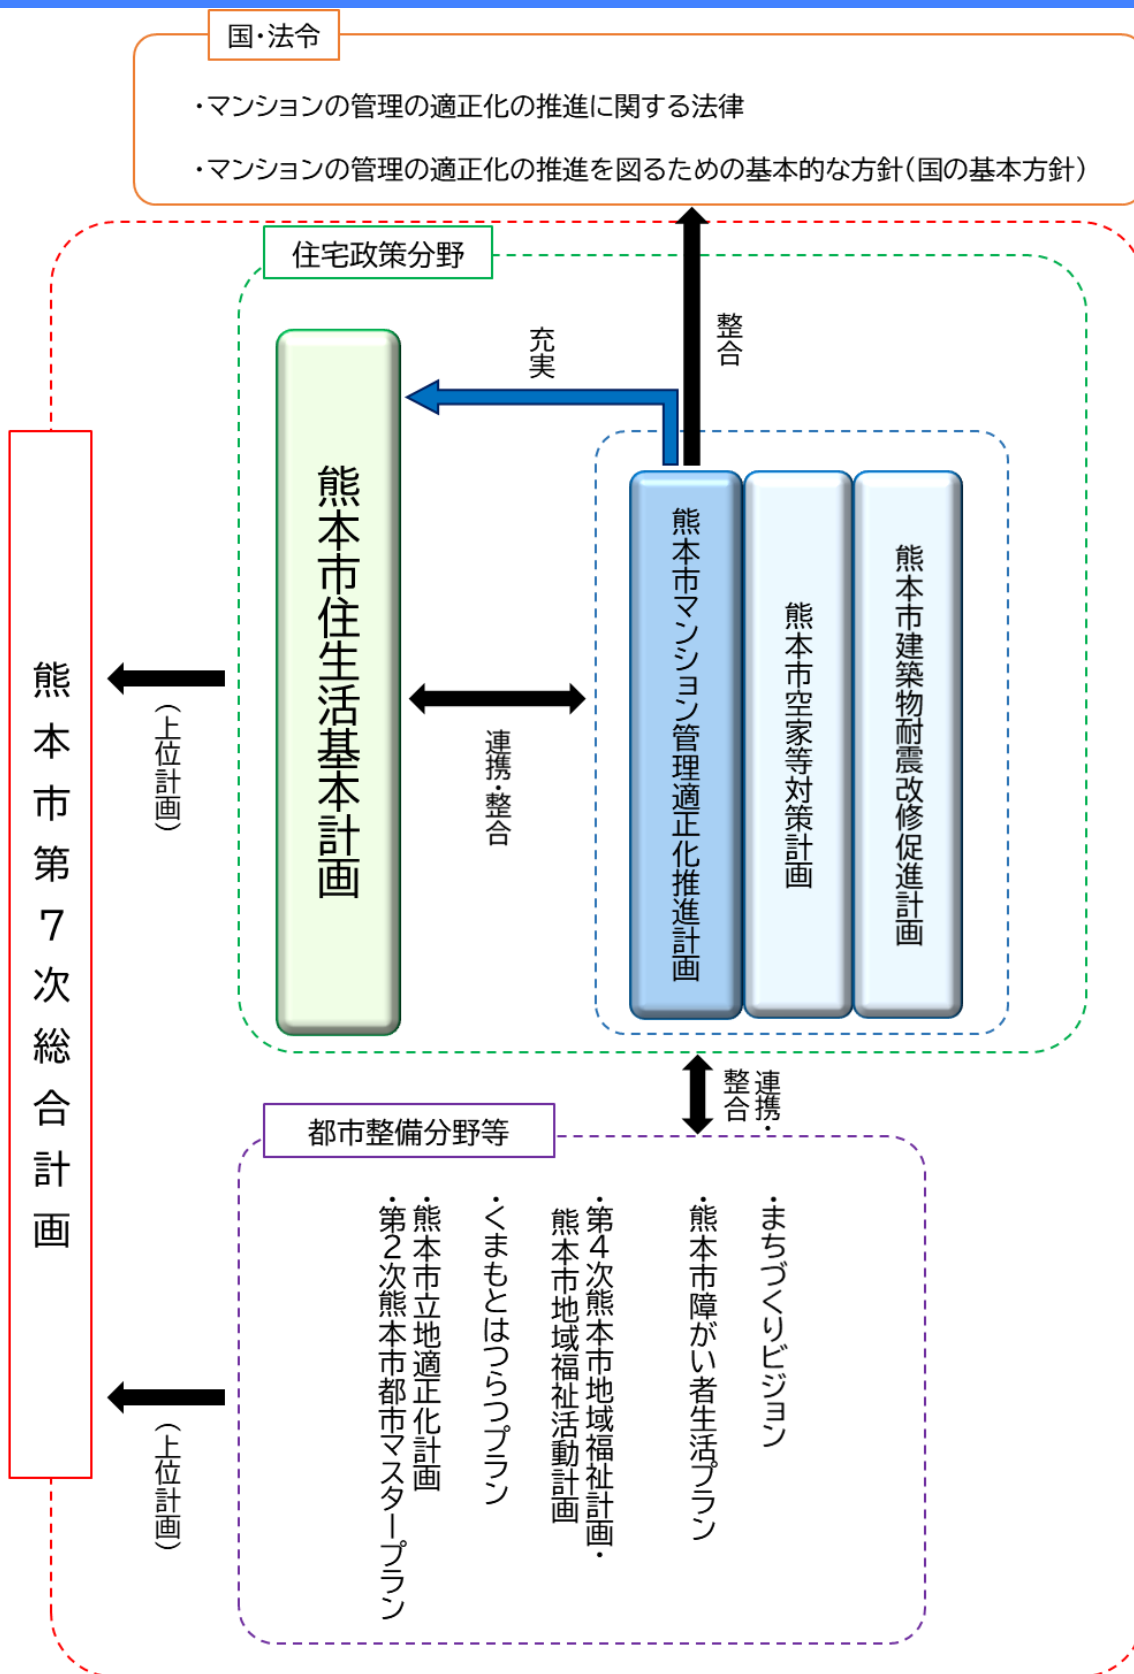 国・法令
・マンションの管理の適正化の推進に関する法律
・マンションの管理の適正化の推進を図るための基本的な方針(国の基本方針)
住宅政策分野
整合
充実
熊本市住生活基本計画
連携・整合
熊本市マンション管理適正化推進計画
熊本市空家等対策計画
熊本市建築物耐震改修促進計画
熊本市第7次総合計画
(上位計画)
連携・
整合
都市整備分野等
・まちづくりビジョン
・熊本市障がい者生活プラン
・第4次熊本市地域福祉計画・
熊本市地域福祉活動計画
・くまもとはつらつプラン
・熊本市立地適正化計画
・第2次熊本市都市マスタープラン
(上位計画)